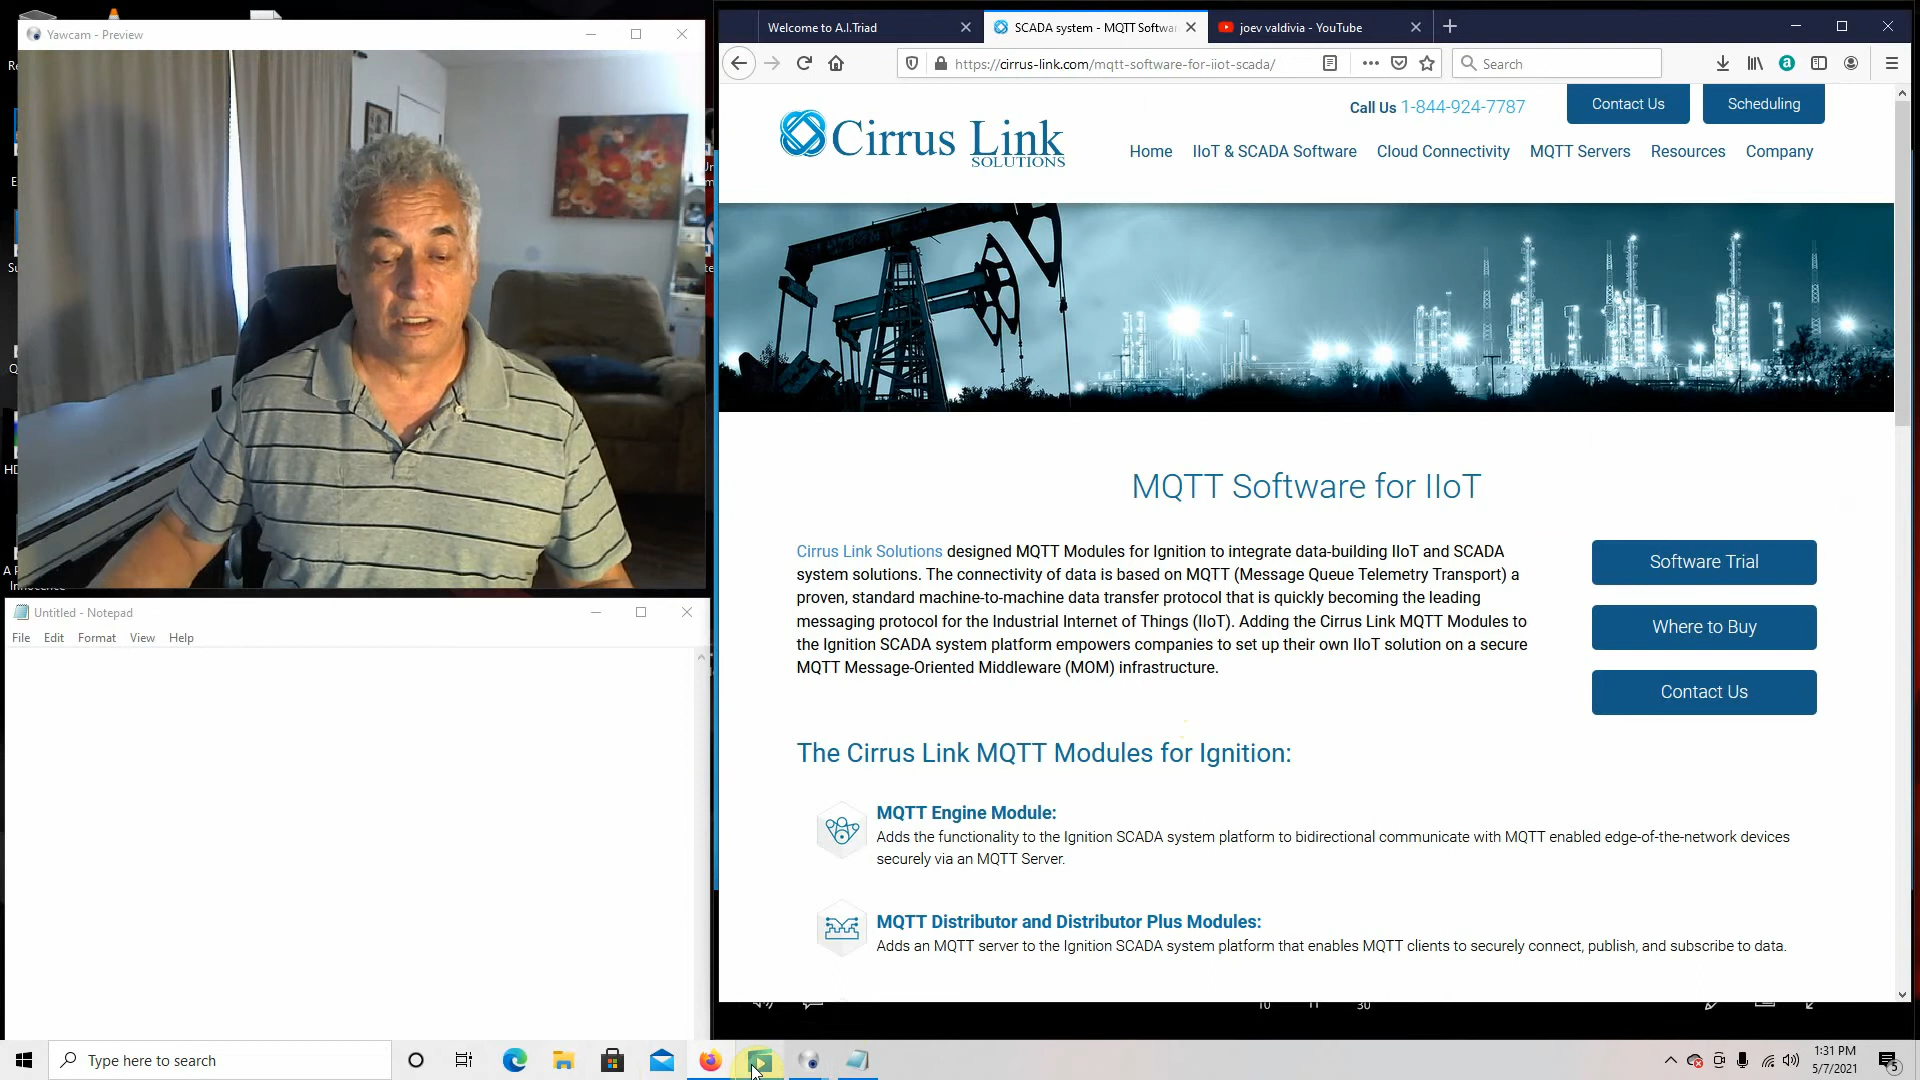 Yawcam - Preview
Welcome to A.I.Triad
SCADA system - MQTT Softwa
joev valdivia - YouTube
https://cirrus-link.com/mqtt-software-for-iiot-scada/
Search
Call Us 1-844-924-7787
Contact Us
Scheduling
Cirrus Link
SOLUTIONS
Home
IIoT & SCADA Software
Cloud Connectivity
MQTT Servers
Resources
Company
MQTT Software for IIoT
Cirrus Link Solutions designed MQTT Modules for Ignition to integrate data-building IIoT and SCADA
system solutions. The connectivity of data is based on MQTT (Message Queue Telemetry Transport) a
proven, standard machine-to-machine data transfer protocol that is quickly becoming the leading
messaging protocol for the Industrial Internet of Things (IIoT). Adding the Cirrus Link MQTT Modules to
the Ignition SCADA system platform empowers companies to set up their own IIoT solution on a secure
MQTT Message-Oriented Middleware (MOM) infrastructure.
Software Trial
Where to Buy
Contact Us
The Cirrus Link MQTT Modules for Ignition:
MQTT Engine Module:
Adds the functionality to the Ignition SCADA system platform to bidirectional communicate with MQTT enabled edge-of-the-network devices
securely via an MQTT Server.
MQTT Distributor and Distributor Plus Modules:
Adds an MQTT server to the Ignition SCADA system platform that enables MQTT clients to securely connect, publish, and subscribe to data.
Untitled - Notepad
File Edit Format View Help
10
30
Type here to search
1:31 PM
5/7/2021
5